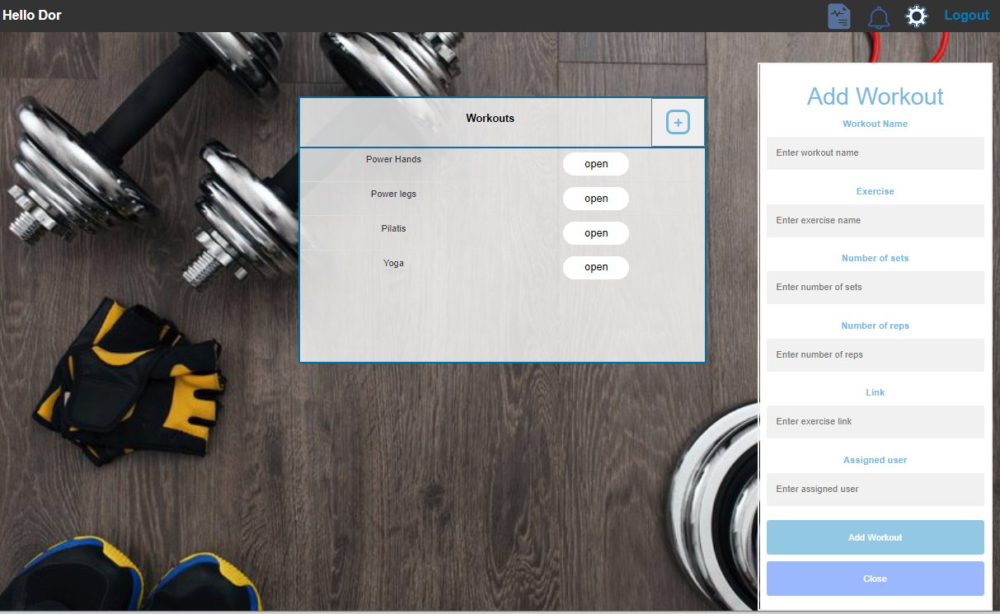 Hello Dor
Logout
Workouts
+
Power Hands open
Power legs open
Pilatis open
Yoga open
Add Workout
Workout Name
Enter workout name
Exercise
Enter exercise name
Number of sets
Enter number of sets
Number of reps
Enter number of reps
Link
Enter exercise link
Assigned user
Enter assigned user
Add Workout
Close